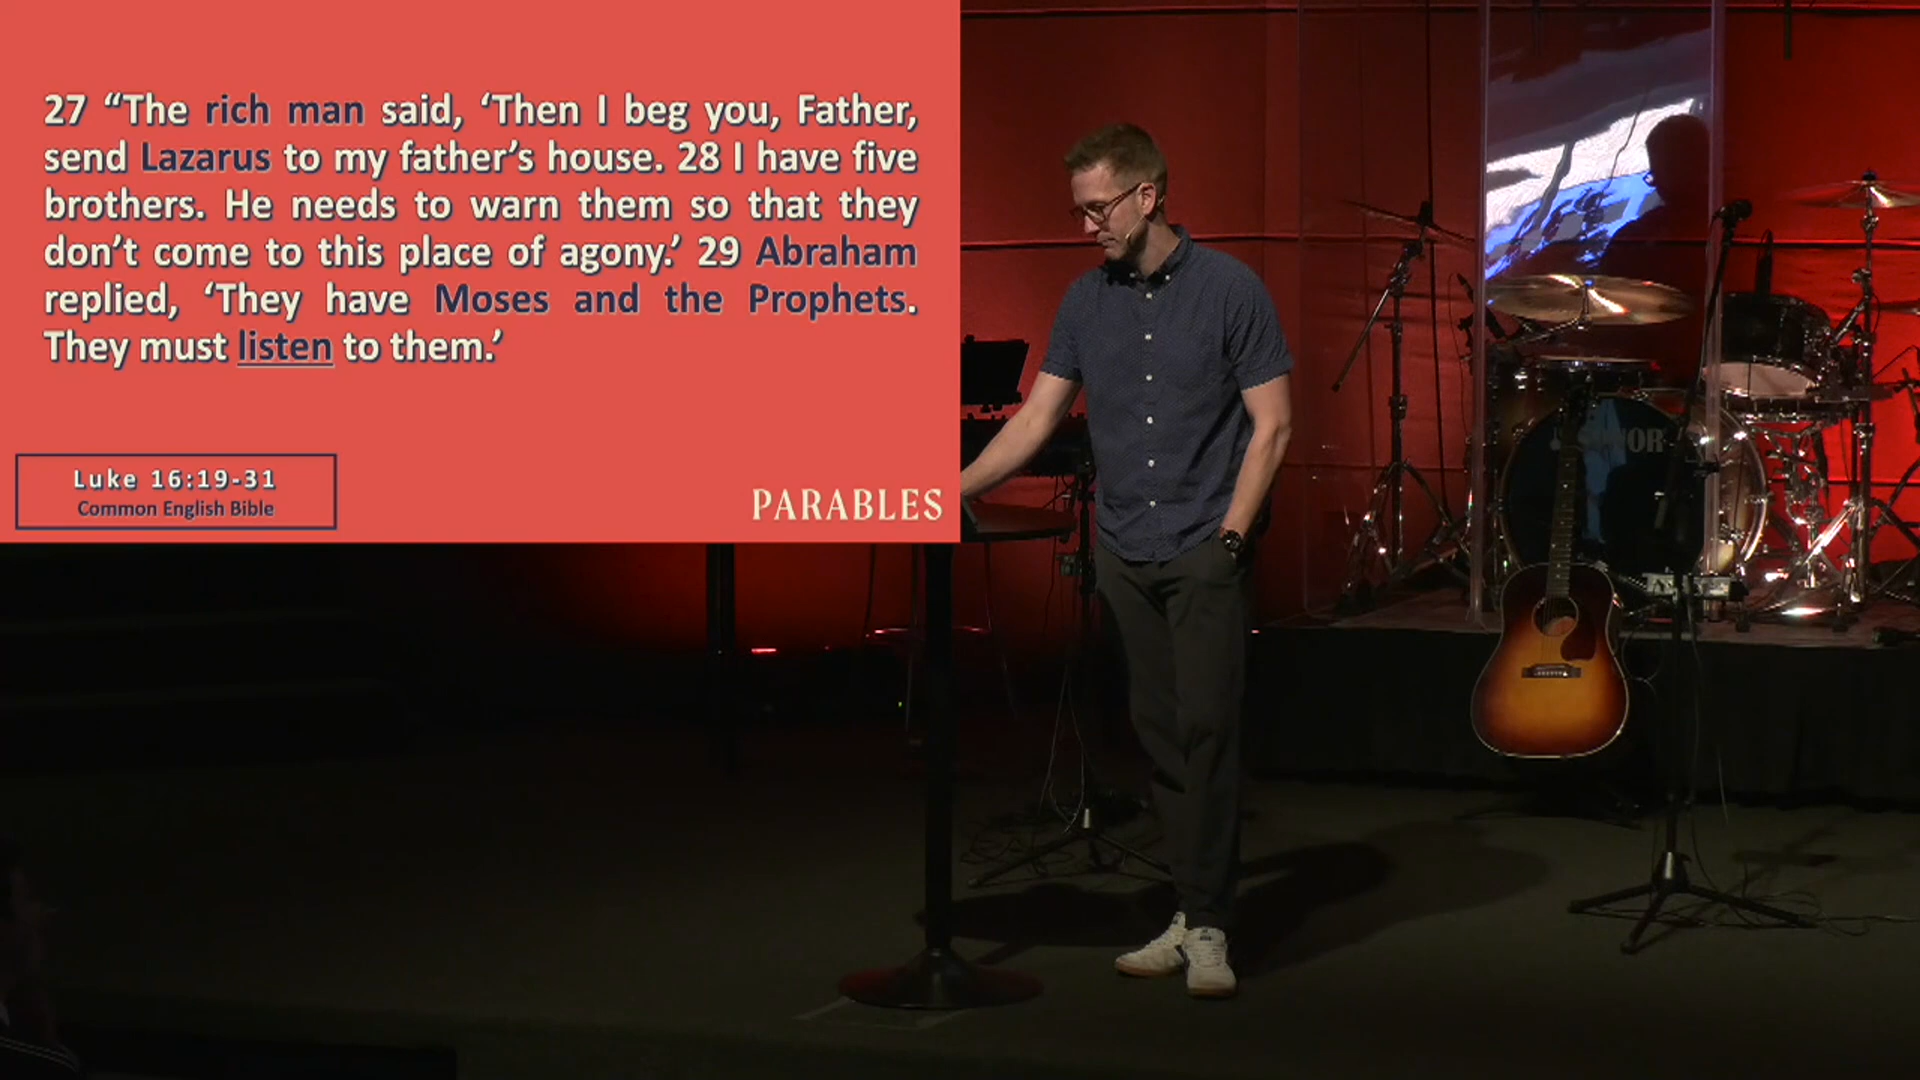 27 “The rich man said, ‘Then I beg you, Father,
send Lazarus to my father’s house. 28 I have five
brothers. He needs to warn them so that they
don’t come to this place of agony.’ 29 Abraham
replied, ‘They have Moses and the Prophets.
They must listen to them.’
Luke 16:19-31
Common English Bible
PARABLES
SONOR